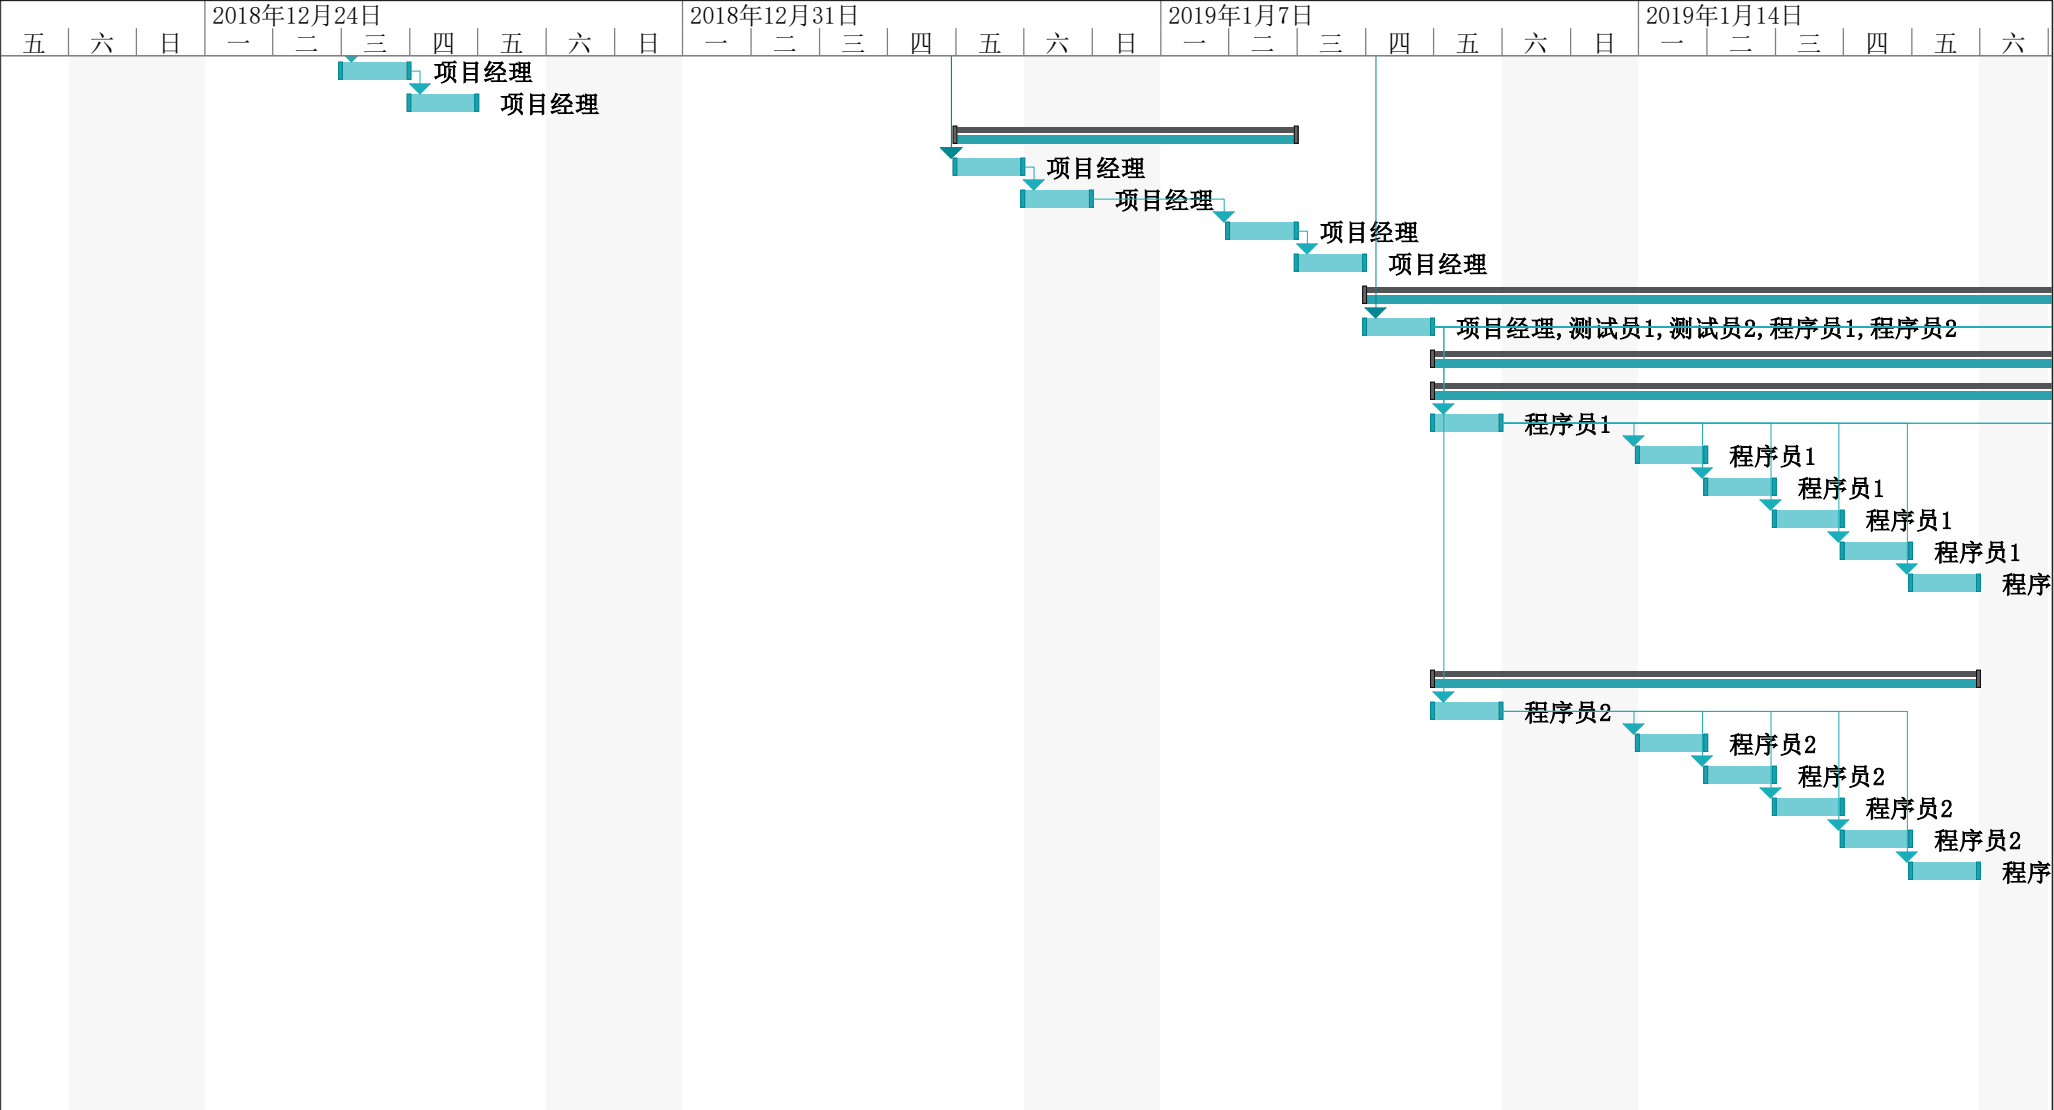 2018年12月24日 2018年12月31日 2019年1月7日 2019年1月14日
五 六 日 一 二 三 四 五 六 日 一 二 三 四 五 六 日 一 二 三 四 五 六 日 一 二 三 四 五 六
项目经理
项目经理
项目经理
项目经理
项目经理
项目经理
项目经理,测试员1,测试员2,程序员1,程序员2
程序员1
程序员1
程序员1
程序员1
程序员1
程序
程序员2
程序员2
程序员2
程序员2
程序员2
程序